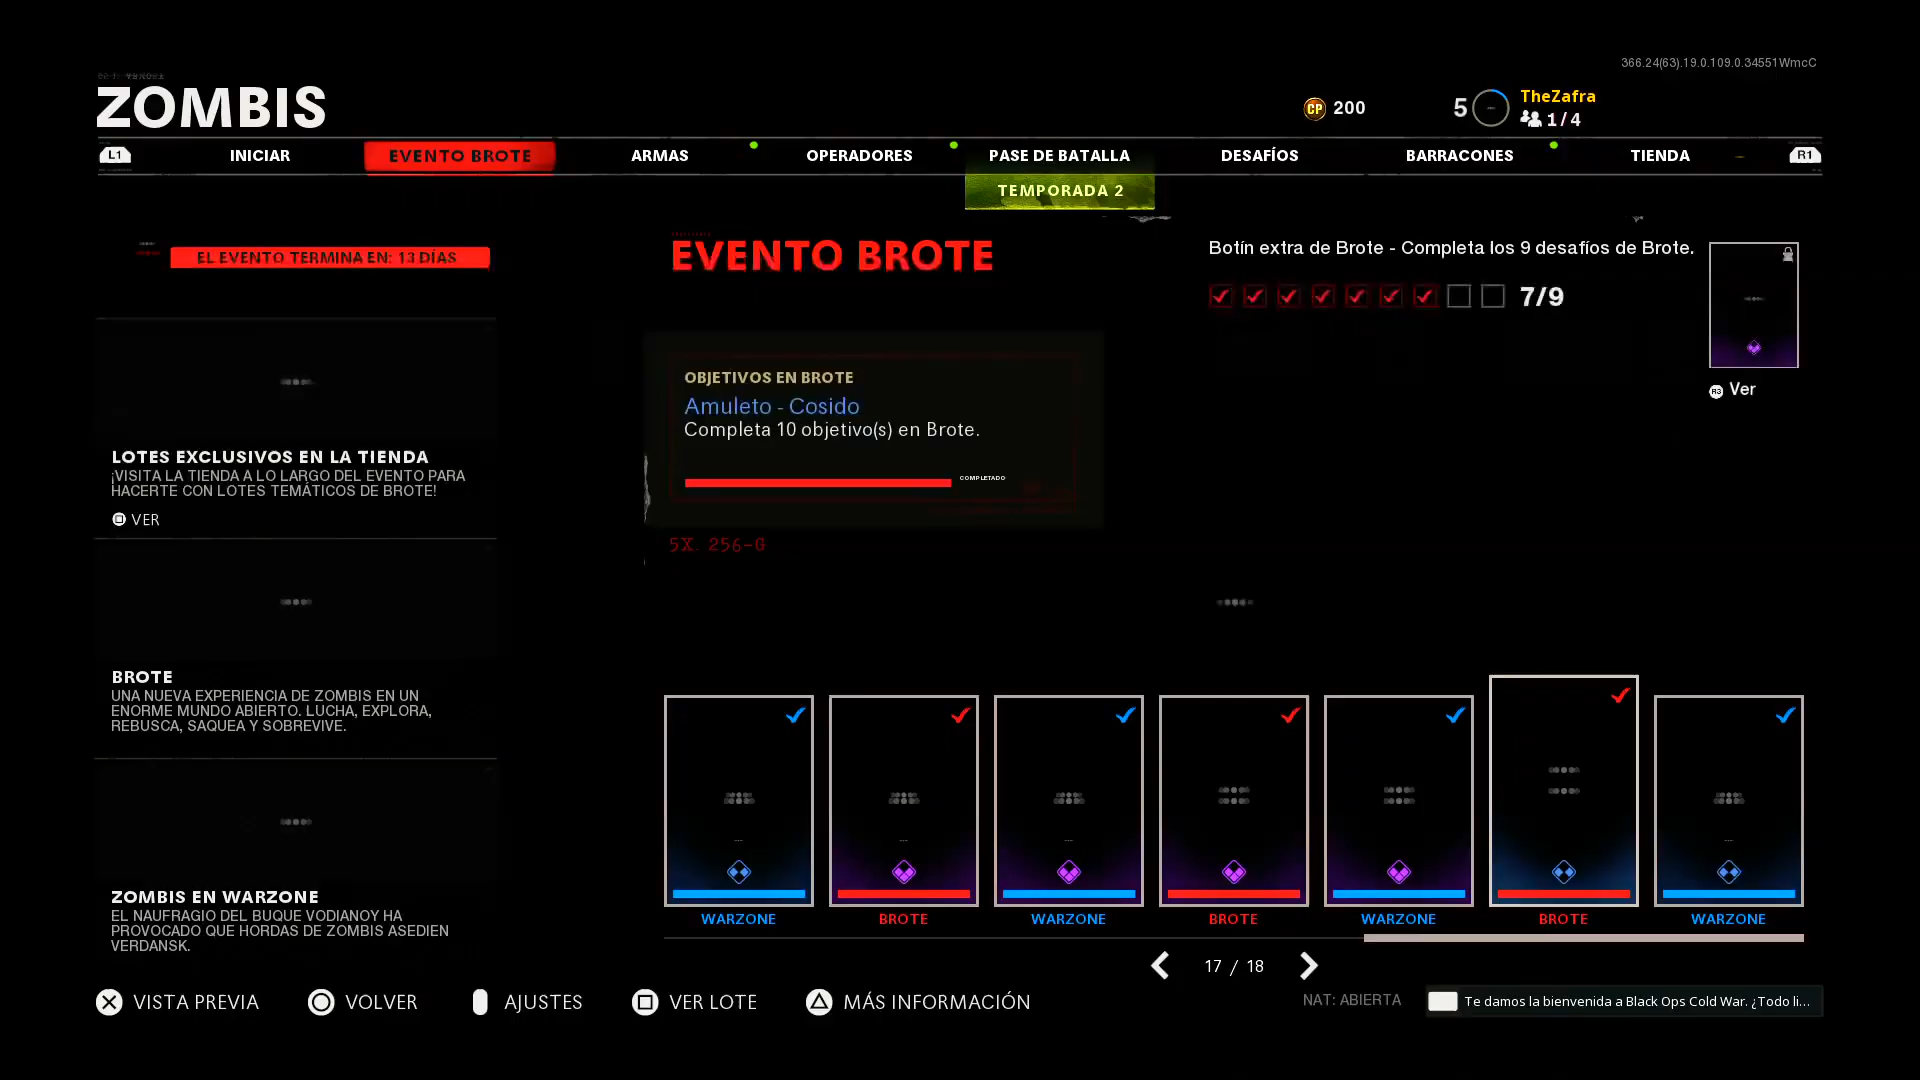 366.24(63).19.0.109.0.34551WmcC
ZOMBIS
CP 200
5
TheZafra
1/4
L1
INICIAR
EVENTO BROTE
ARMAS
OPERADORES
PASE DE BATALLA
DESAFÍOS
BARRACONES
TIENDA
R1
TEMPORADA 2
EL EVENTO TERMINA EN: 13 DÍAS
EVENTO BROTE
Botín extra de Brote - Completa los 9 desafíos de Brote.
7/9
R3 Ver
OBJETIVOS EN BROTE
Amuleto - Cosido
Completa 10 objetivo(s) en Brote.
COMPLETADO
5X. 256-G
LOTES EXCLUSIVOS EN LA TIENDA
¡VISITA LA TIENDA A LO LARGO DEL EVENTO PARA
HACERTE CON LOTES TEMÁTICOS DE BROTE!
VER
BROTE
UNA NUEVA EXPERIENCIA DE ZOMBIS EN UN
ENORME MUNDO ABIERTO. LUCHA, EXPLORA,
REBUSCA, SAQUEA Y SOBREVIVE.
ZOMBIS EN WARZONE
EL NAUFRAGIO DEL BUQUE VODIANOY HA
PROVOCADO QUE HORDAS DE ZOMBIS ASEDIEN
VERDANSK.
WARZONE
BROTE
WARZONE
BROTE
WARZONE
BROTE
WARZONE
17 / 18
VISTA PREVIA
VOLVER
AJUSTES
VER LOTE
MÁS INFORMACIÓN
NAT: ABIERTA
Te damos la bienvenida a Black Ops Cold War. ¿Todo li...